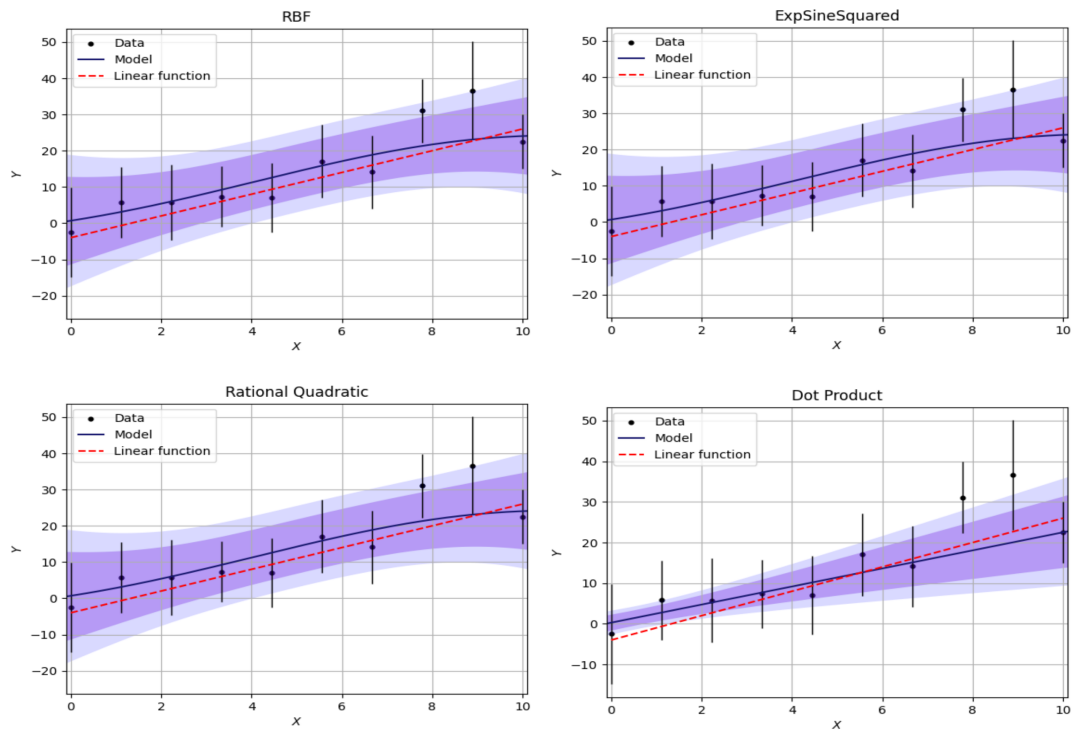 RBF
50
40
30
20
10
0
−10
−20
Y
Data
Model
Linear function
0 2 4 6 8 10
X
ExpSineSquared
50
40
30
20
10
0
−10
−20
Y
Data
Model
Linear function
0 2 4 6 8 10
X
Rational Quadratic
50
40
30
20
10
0
−10
−20
Y
Data
Model
Linear function
0 2 4 6 8 10
X
Dot Product
50
40
30
20
10
0
−10
Y
Data
Model
Linear function
0 2 4 6 8 10
X